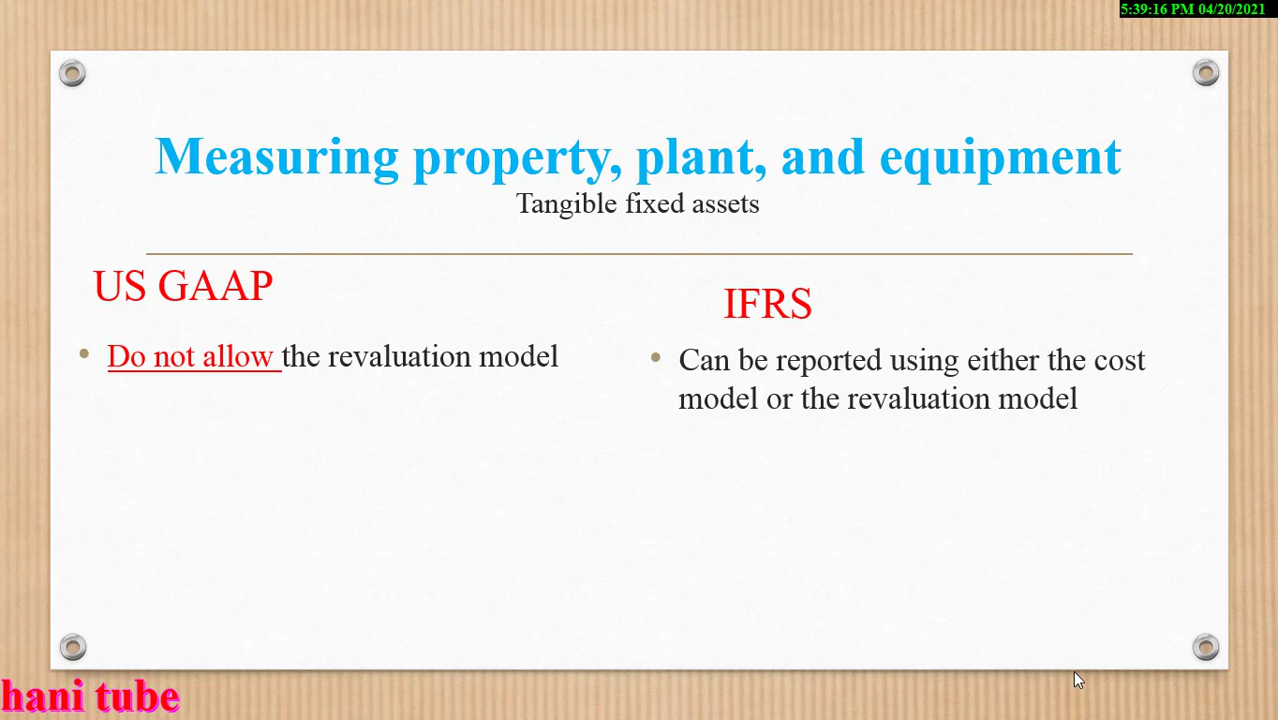 5:39:16 PM 04/20/2021
Measuring property, plant, and equipment
Tangible fixed assets
US GAAP
• Do not allow the revaluation model
IFRS
• Can be reported using either the cost
model or the revaluation model
hani tube